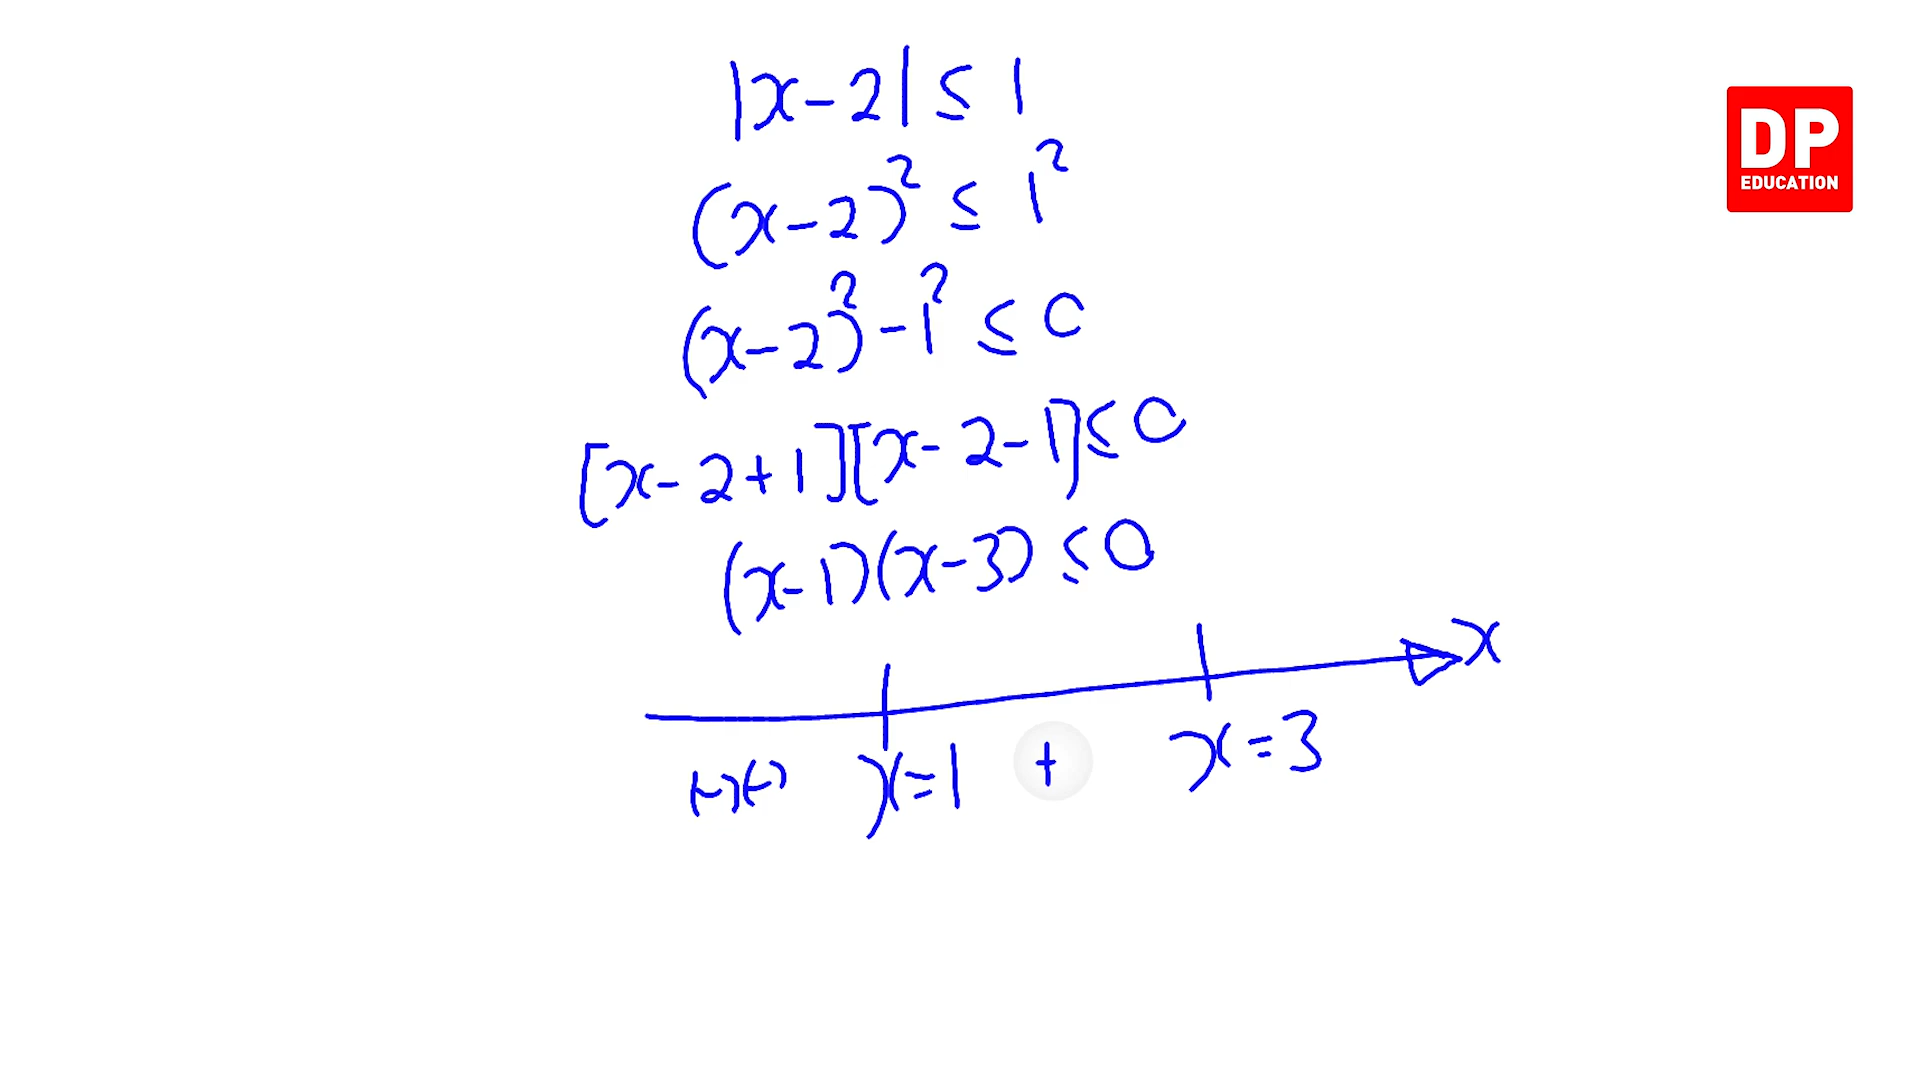 |x-2| ≤ 1
(x-2)² ≤ 1²
(x-2)² - 1² ≤ 0
[x-2+1][x-2-1] ≤ 0
(x-1)(x-3) ≤ 0
x
(-)(-) x=1 + x=3
DP
EDUCATION